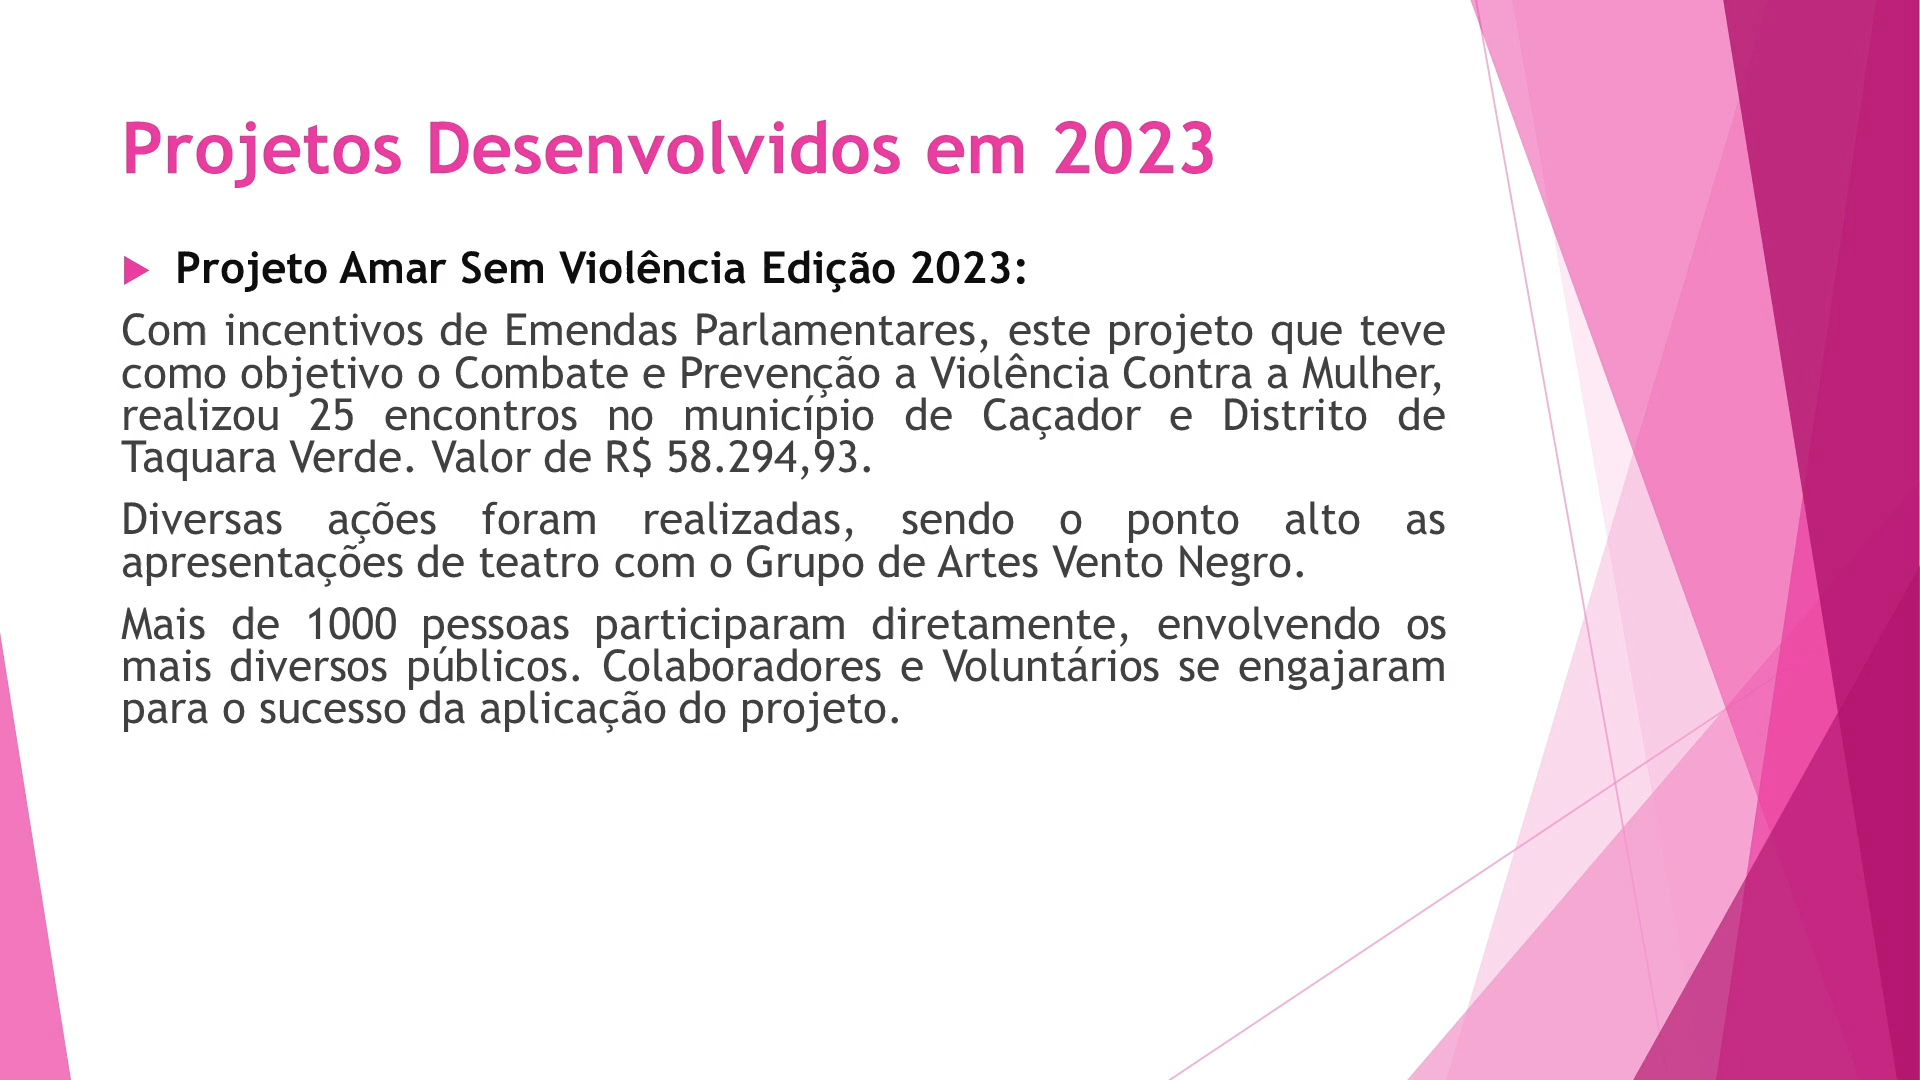 Projetos Desenvolvidos em 2023
Projeto Amar Sem Violência Edição 2023:
Com incentivos de Emendas Parlamentares, este projeto que teve
como objetivo o Combate e Prevenção a Violência Contra a Mulher,
realizou 25 encontros no município de Caçador e Distrito de
Taquara Verde. Valor de R$ 58.294,93.
Diversas ações foram realizadas, sendo o ponto alto as
apresentações de teatro com o Grupo de Artes Vento Negro.
Mais de 1000 pessoas participaram diretamente, envolvendo os
mais diversos públicos. Colaboradores e Voluntários se engajaram
para o sucesso da aplicação do projeto.